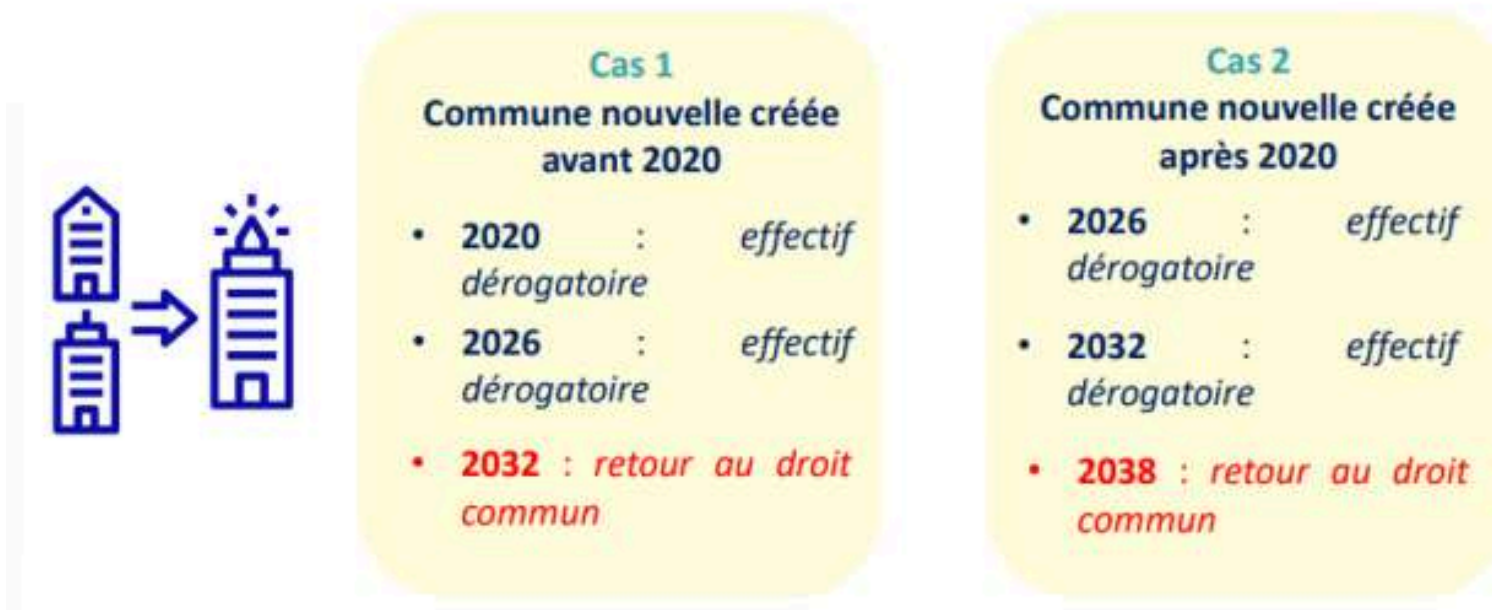 Cas 1
Commune nouvelle créée
avant 2020
• 2020 : effectif
dérogatoire
• 2026 : effectif
dérogatoire
• 2032 : retour au droit
commun
Cas 2
Commune nouvelle créée
après 2020
• 2026 : effectif
dérogatoire
• 2032 : effectif
dérogatoire
• 2038 : retour au droit
commun